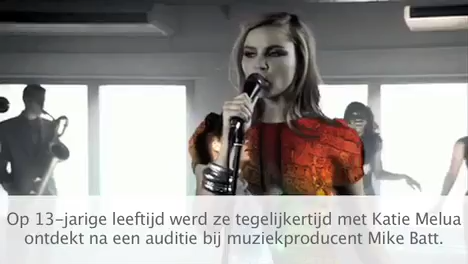 Op 13-jarige leeftijd werd ze tegelijkertijd met Katie Melua
ontdekt na een auditie bij muziekproducent Mike Batt.